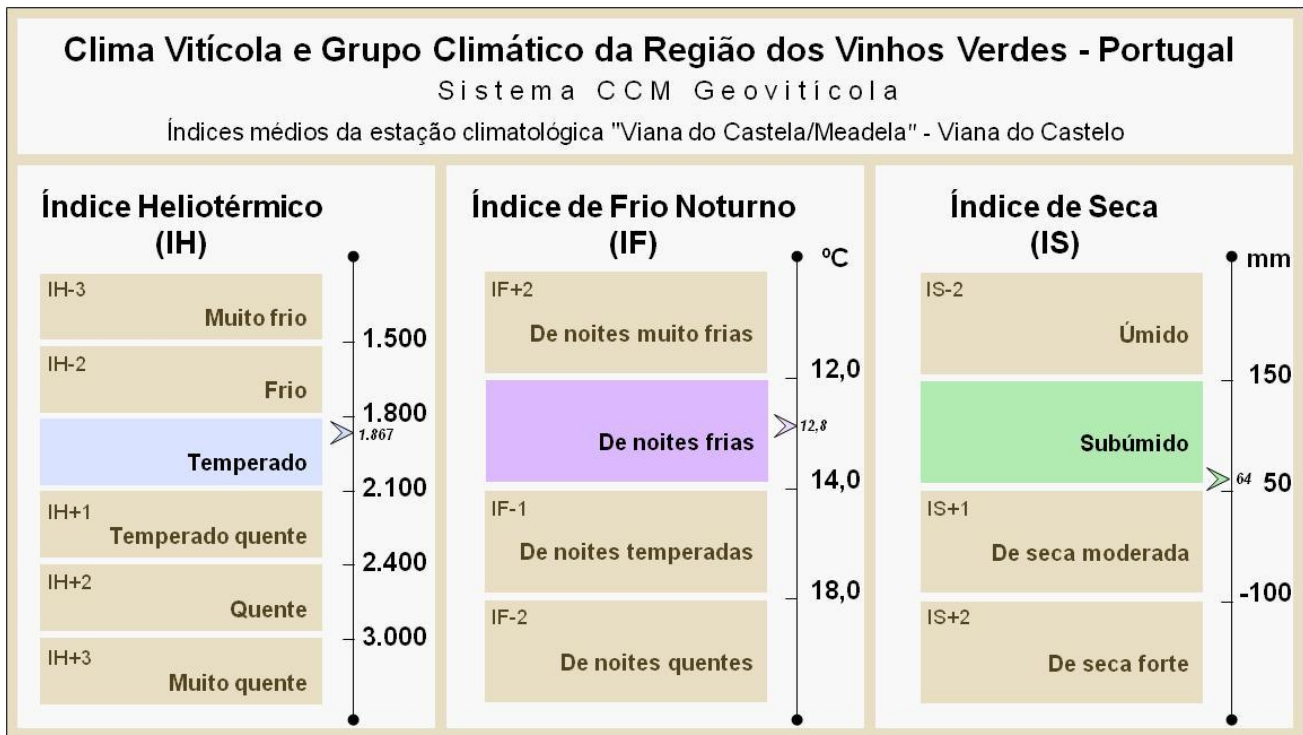 Clima Vitícola e Grupo Climático da Região dos Vinhos Verdes - Portugal
Sistema CCM Geovitícola
Índices médios da estação climatológica "Viana do Castela/Meadela" - Viana do Castelo
Índice Heliotérmico
(IH)
IH-3
Muito frio
1.500
IH-2
Frio
1.800
1.867
Temperado
2.100
IH+1
Temperado quente
2.400
IH+2
Quente
3.000
IH+3
Muito quente
Índice de Frio Noturno
(IF)
ºC
IF+2
De noites muito frias
12,0
12,8
De noites frias
14,0
IF-1
De noites temperadas
18,0
IF-2
De noites quentes
Índice de Seca
(IS)
mm
IS-2
Úmido
150
Subúmido
64
50
IS+1
De seca moderada
-100
IS+2
De seca forte